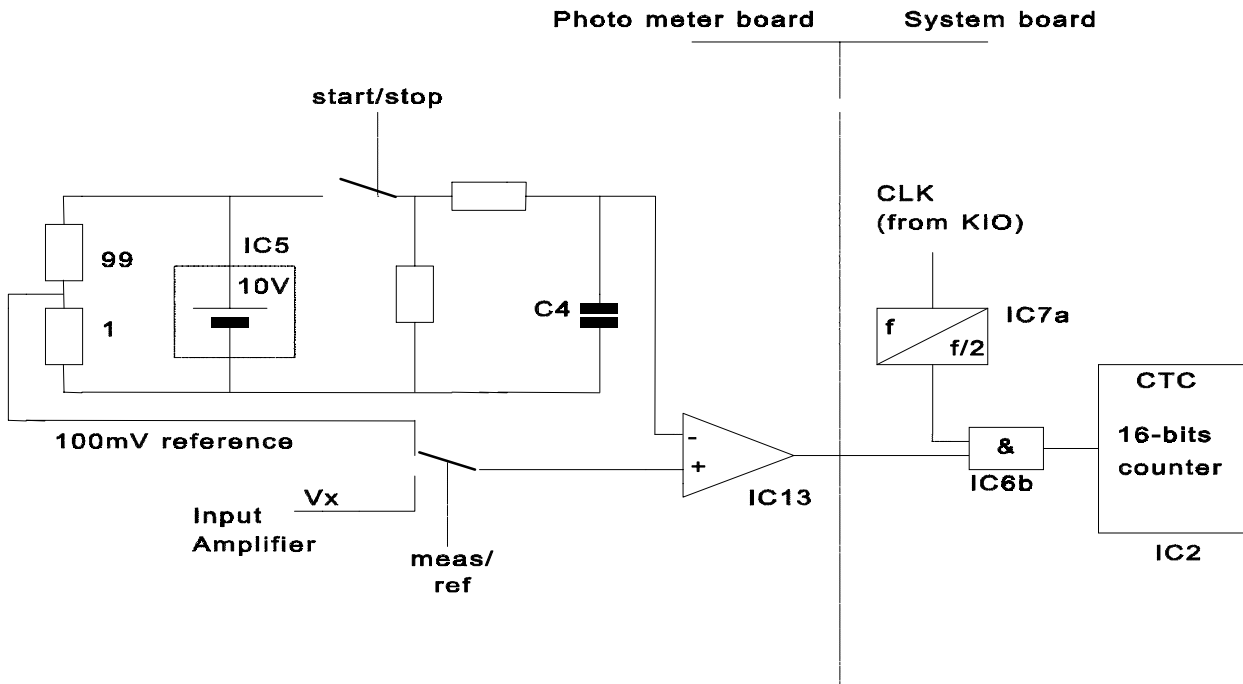 Photo meter board
System board
start/stop
CLK
(from KIO)
99
IC5
10V
1
C4
IC7a
f
f/2
CTC
16-bits
counter
&
IC6b
IC2
100mV reference
-
+
IC13
Vx
Input
Amplifier
meas/
ref